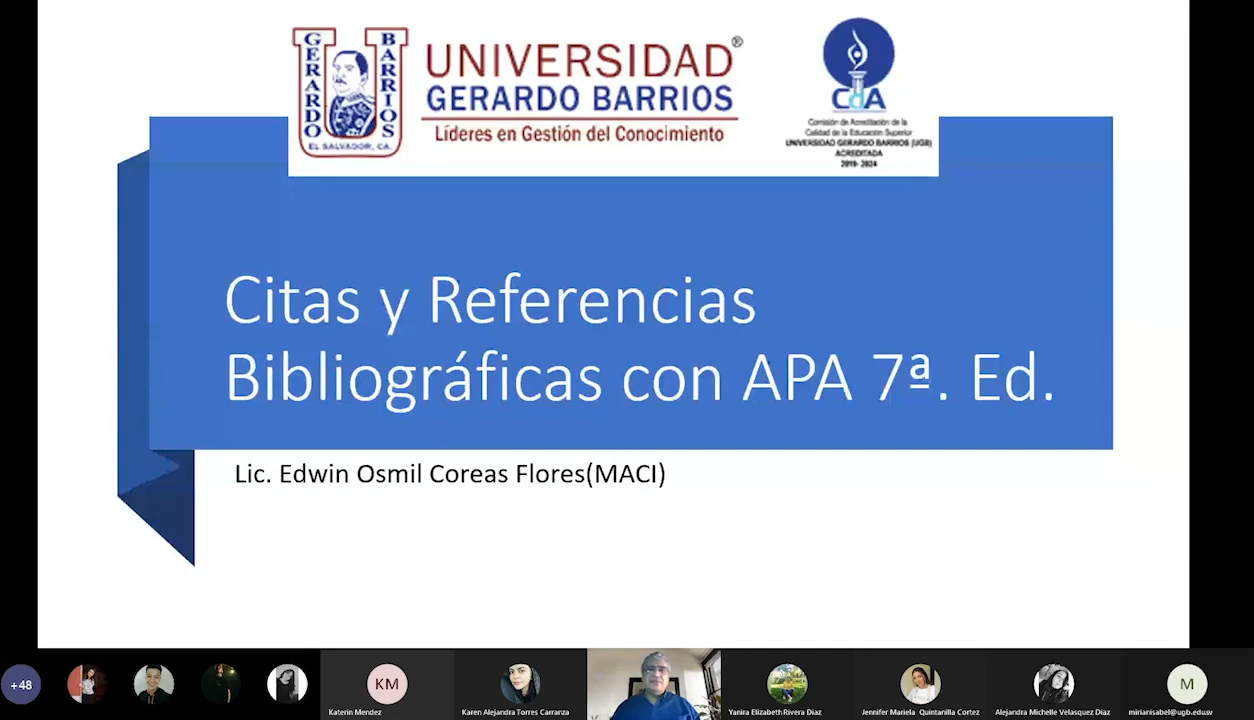 GERARDO
BARRIOS
EL SALVADOR, CA.
UNIVERSIDAD®
GERARDO BARRIOS
Líderes en Gestión del Conocimiento
CdA
Comisión de Acreditación de la
Calidad de la Educación Superior
UNIVERSIDAD GERARDO BARRIOS (UGB)
ACREDITADA
2019- 2024
Citas y Referencias
Bibliográficas con APA 7ª. Ed.
Lic. Edwin Osmil Coreas Flores(MACI)
+48
KM
M
Katerin Mendez
Karen Alejandra Torres Carranza
Yanira Elizabeth Rivera Diaz
Jennifer Mariela Quintanilla Cortez
Alejandra Michelle Velasquez Diaz
miriarisabel@ugb.edu.sv